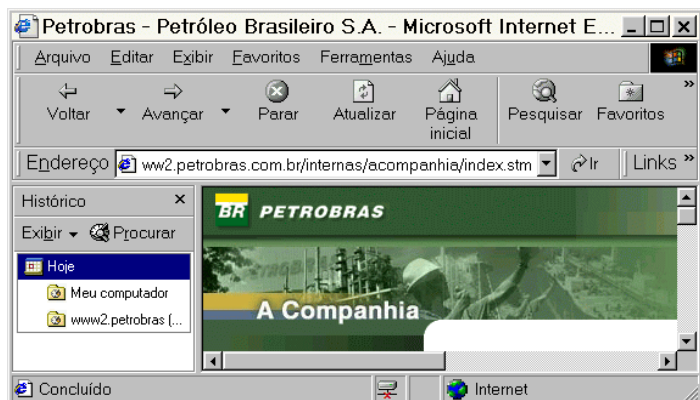 Petrobras - Petróleo Brasileiro S.A. - Microsoft Internet E...
Arquivo Editar Exibir Favoritos Ferramentas Ajuda
Voltar Avançar Parar Atualizar Página inicial Pesquisar Favoritos »
Endereço ww2.petrobras.com.br/internas/acompanhia/index.stm Ir Links »
Histórico ×
Exibir Procurar
Hoje
Meu computador
www2.petrobras (...
BR PETROBRAS
A Companhia
Concluído Internet